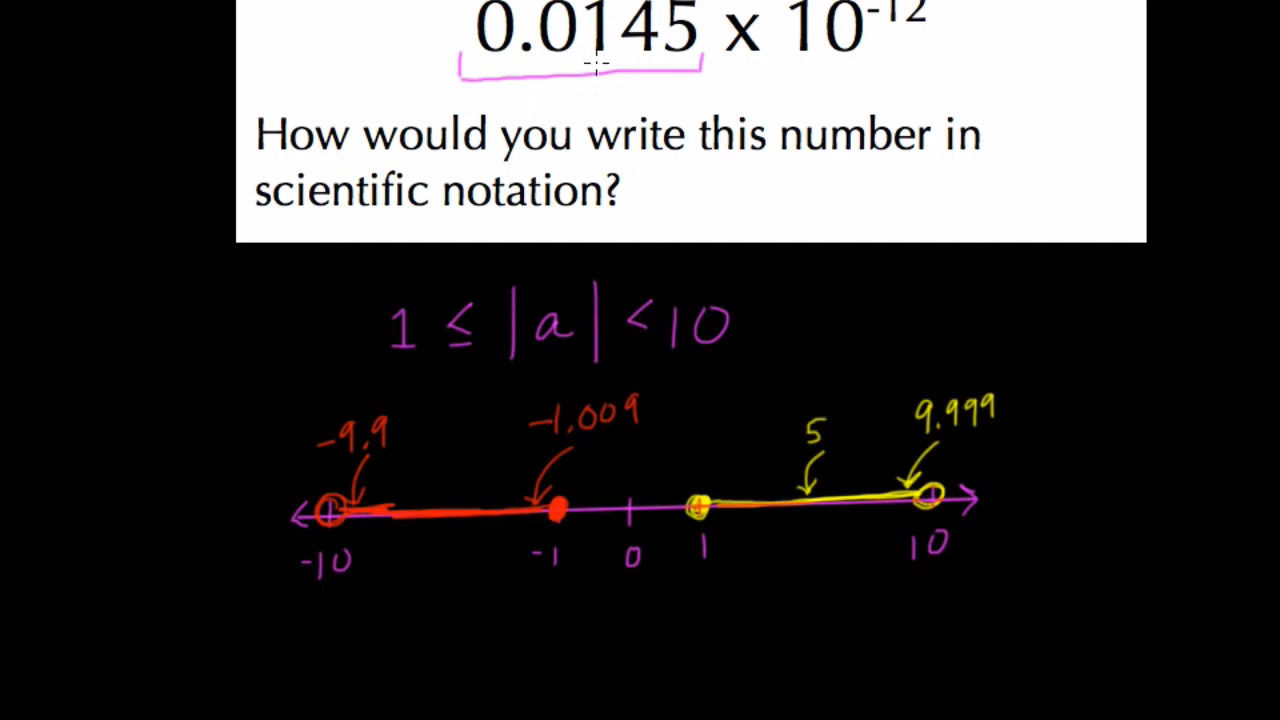 0.0145 x 10⁻¹²
How would you write this number in
scientific notation?
1 ≤ |a| < 10
-9.9 -1.009 5 9.999
-10 -1 0 1 10